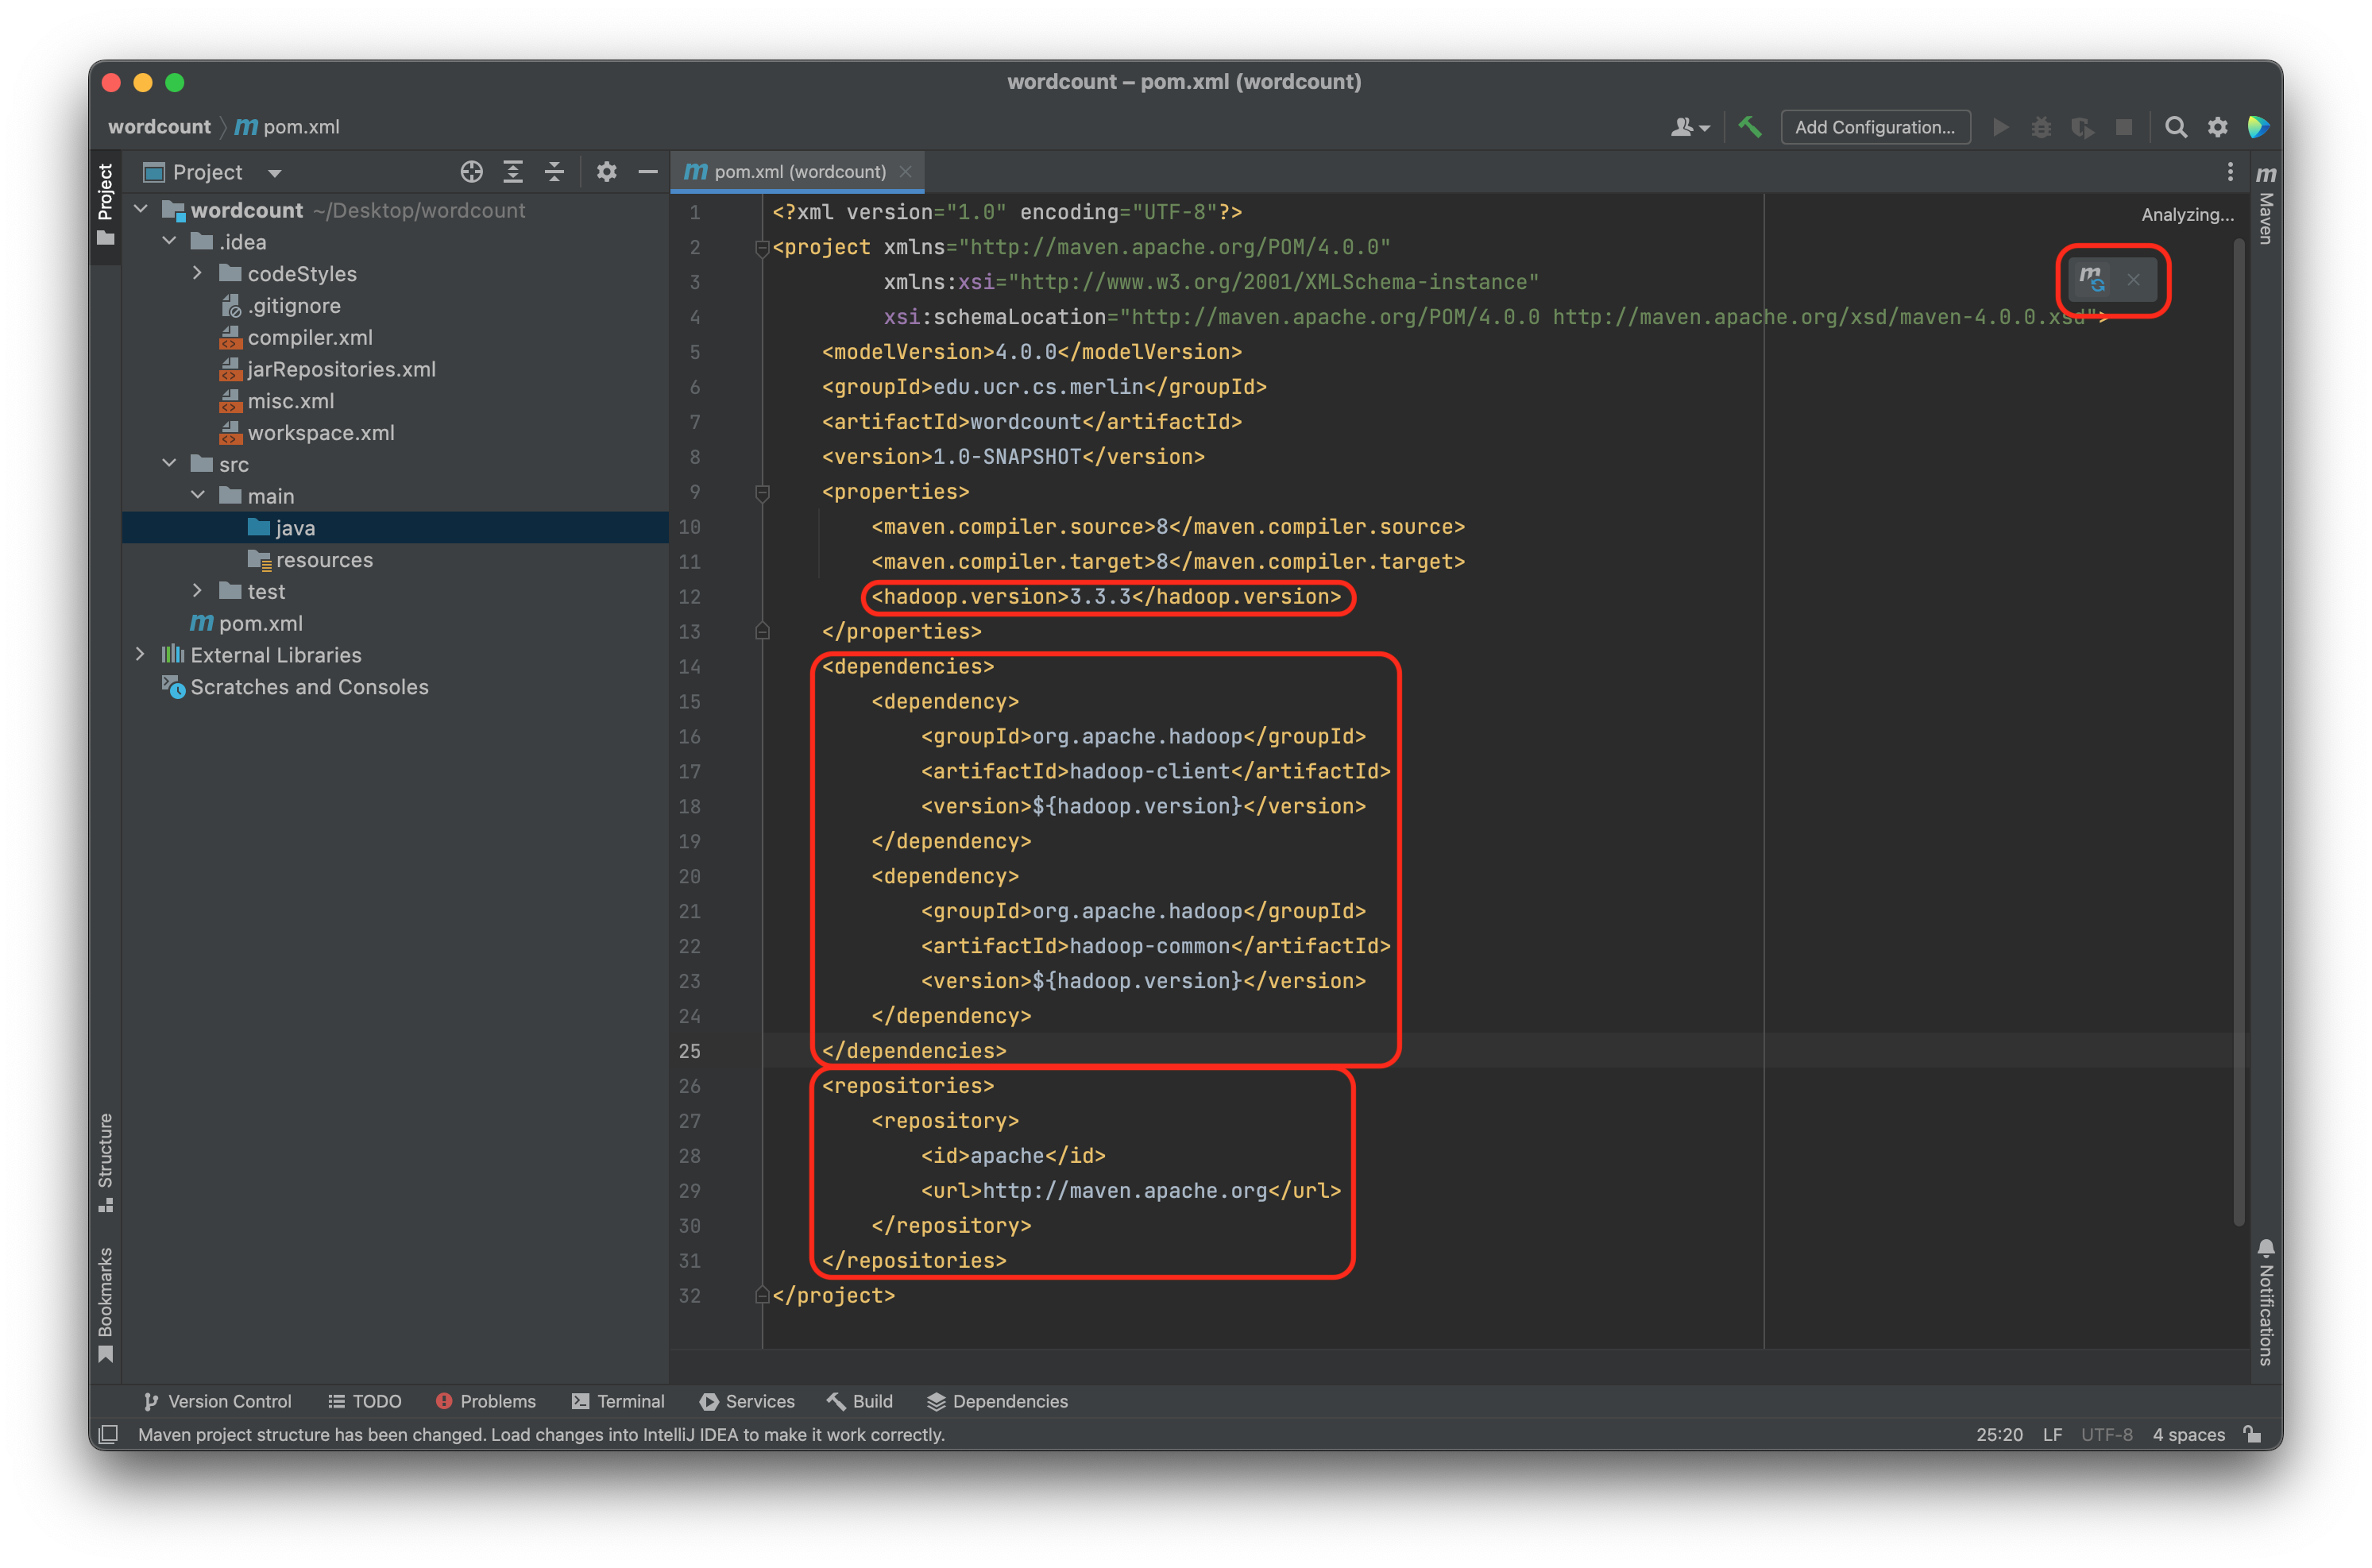 wordcount – pom.xml (wordcount)
wordcount
m pom.xml
Add Configuration...
Project
Project
m pom.xml (wordcount)
m
Maven
wordcount ~/Desktop/wordcount
.idea
codeStyles
.gitignore
compiler.xml
jarRepositories.xml
misc.xml
workspace.xml
src
main
java
resources
test
m pom.xml
External Libraries
Scratches and Consoles
Structure
Bookmarks
Analyzing...
m
1 <?xml version="1.0" encoding="UTF-8"?>
2 <project xmlns="http://maven.apache.org/POM/4.0.0"
3 xmlns:xsi="http://www.w3.org/2001/XMLSchema-instance"
4 xsi:schemaLocation="http://maven.apache.org/POM/4.0.0 http://maven.apache.org/xsd/maven-4.0.0.xsd">
5 <modelVersion>4.0.0</modelVersion>
6 <groupId>edu.ucr.cs.merlin</groupId>
7 <artifactId>wordcount</artifactId>
8 <version>1.0-SNAPSHOT</version>
9 <properties>
10 <maven.compiler.source>8</maven.compiler.source>
11 <maven.compiler.target>8</maven.compiler.target>
12 <hadoop.version>3.3.3</hadoop.version>
13 </properties>
14 <dependencies>
15 <dependency>
16 <groupId>org.apache.hadoop</groupId>
17 <artifactId>hadoop-client</artifactId>
18 <version>${hadoop.version}</version>
19 </dependency>
20 <dependency>
21 <groupId>org.apache.hadoop</groupId>
22 <artifactId>hadoop-common</artifactId>
23 <version>${hadoop.version}</version>
24 </dependency>
25 </dependencies>
26 <repositories>
27 <repository>
28 <id>apache</id>
29 <url>http://maven.apache.org</url>
30 </repository>
31 </repositories>
32 </project>
Notifications
Version Control
TODO
Problems
Terminal
Services
Build
Dependencies
Maven project structure has been changed. Load changes into IntelliJ IDEA to make it work correctly.
25:20 LF UTF-8 4 spaces